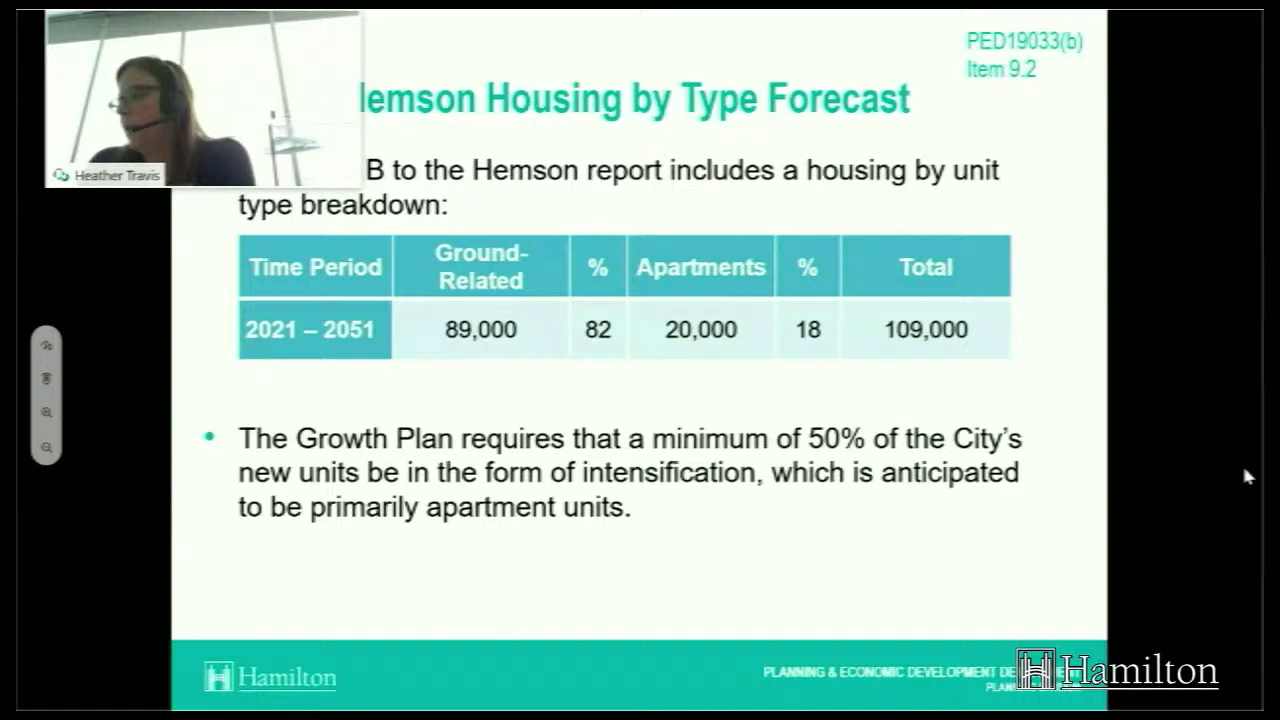 PED19033(b)
Item 9.2
Hemson Housing by Type Forecast
Heather Travis
B to the Hemson report includes a housing by unit
type breakdown:
Time Period Ground-Related % Apartments % Total
2021 – 2051 89,000 82 20,000 18 109,000
• The Growth Plan requires that a minimum of 50% of the City's
new units be in the form of intensification, which is anticipated
to be primarily apartment units.
Hamilton
PLANNING & ECONOMIC DEVELOPMENT
Hamilton